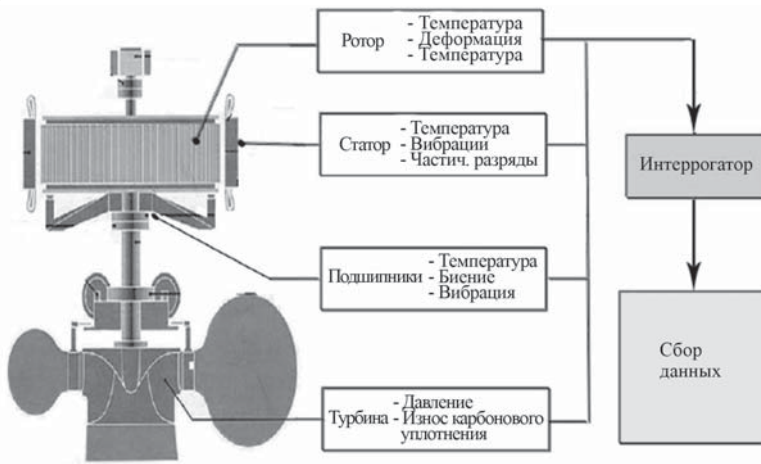 Ротор
- Температура
- Деформация
- Температура
Статор
- Температура
- Вибрации
- Частич. разряды
Интеррогатор
Подшипники
- Температура
- Биение
- Вибрация
Сбор
данных
Турбина
- Давление
- Износ карбонового
уплотнения